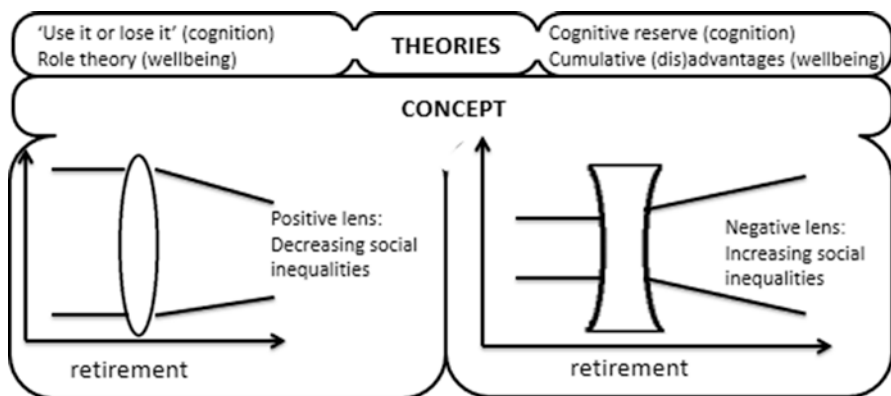 ‘Use it or lose it’ (cognition)
Role theory (wellbeing)
THEORIES
Cognitive reserve (cognition)
Cumulative (dis)advantages (wellbeing)
CONCEPT
Positive lens:
Decreasing social
inequalities
retirement
Negative lens:
Increasing social
inequalities
retirement